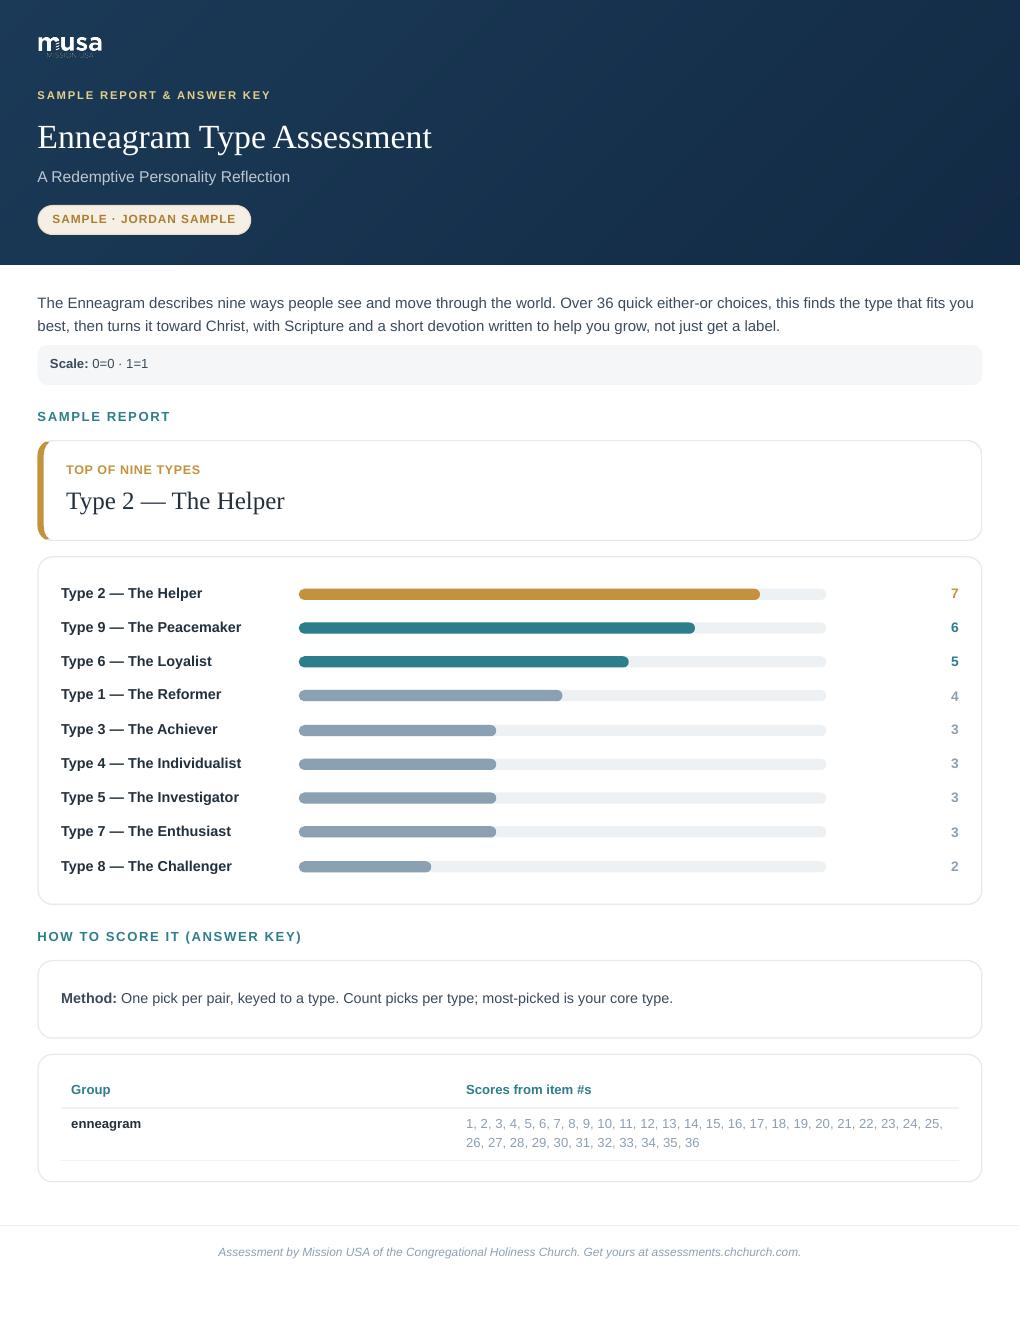 musa
MISSION USA
SAMPLE REPORT & ANSWER KEY
Enneagram Type Assessment
A Redemptive Personality Reflection
SAMPLE · JORDAN SAMPLE
The Enneagram describes nine ways people see and move through the world. Over 36 quick either-or choices, this finds the type that fits you
best, then turns it toward Christ, with Scripture and a short devotion written to help you grow, not just get a label.
Scale: 0=0 · 1=1
SAMPLE REPORT
TOP OF NINE TYPES
Type 2 — The Helper
Type 2 — The Helper 7
Type 9 — The Peacemaker 6
Type 6 — The Loyalist 5
Type 1 — The Reformer 4
Type 3 — The Achiever 3
Type 4 — The Individualist 3
Type 5 — The Investigator 3
Type 7 — The Enthusiast 3
Type 8 — The Challenger 2
HOW TO SCORE IT (ANSWER KEY)
Method: One pick per pair, keyed to a type. Count picks per type; most-picked is your core type.
Group Scores from item #s
enneagram 1, 2, 3, 4, 5, 6, 7, 8, 9, 10, 11, 12, 13, 14, 15, 16, 17, 18, 19, 20, 21, 22, 23, 24, 25,
26, 27, 28, 29, 30, 31, 32, 33, 34, 35, 36
Assessment by Mission USA of the Congregational Holiness Church. Get yours at assessments.chchurch.com.